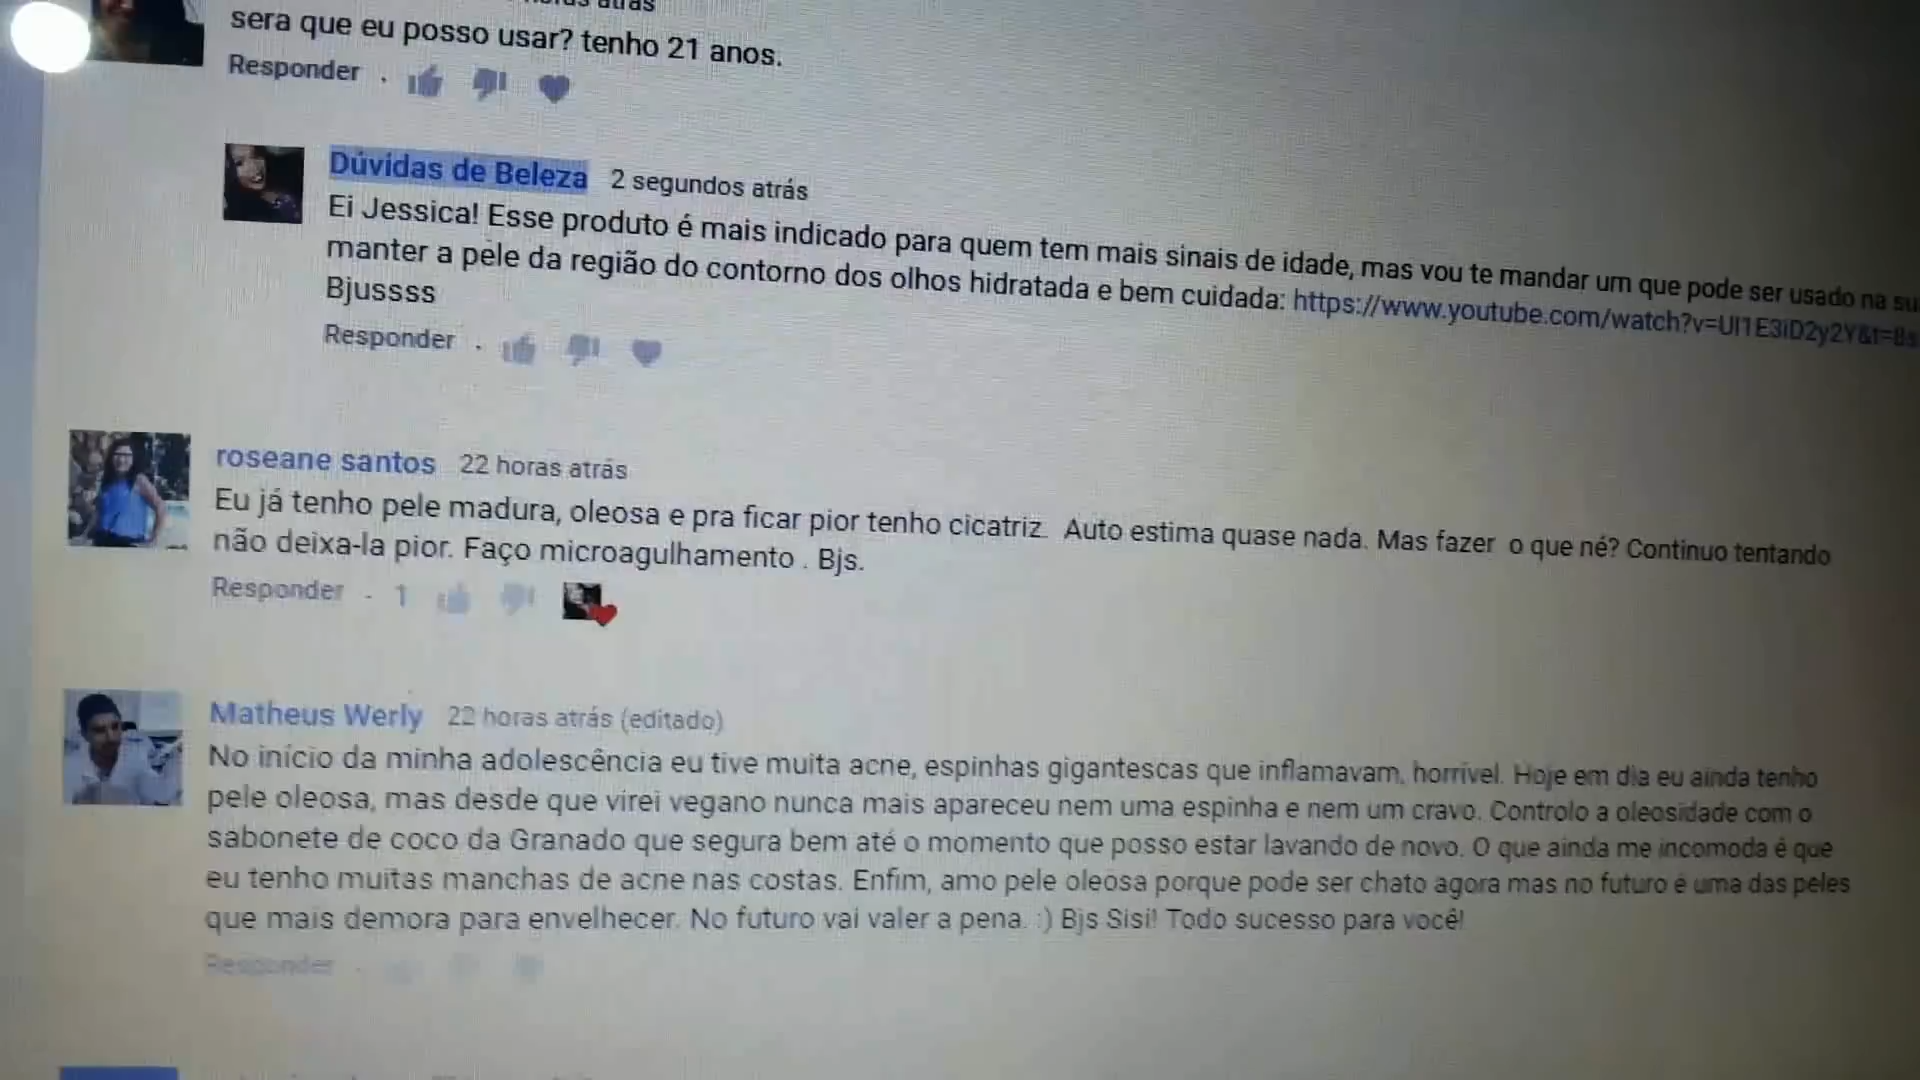 sera que eu posso usar? tenho 21 anos.
Responder .
Dúvidas de Beleza 2 segundos atrás
Ei Jessica! Esse produto é mais indicado para quem tem mais sinais de idade, mas vou te mandar um que pode ser usado na su
manter a pele da região do contorno dos olhos hidratada e bem cuidada: https://www.youtube.com/watch?v=UI1E3iD2y2Y&t=8s
Bjussss
Responder .
roseane santos 22 horas atrás
Eu já tenho pele madura, oleosa e pra ficar pior tenho cicatriz. Auto estima quase nada. Mas fazer o que né? Continuo tentando
não deixa-la pior. Faço microagulhamento . Bjs.
Responder . 1
Matheus Werly 22 horas atrás (editado)
No início da minha adolescência eu tive muita acne, espinhas gigantescas que inflamavam, horrível. Hoje em dia eu ainda tenho
pele oleosa, mas desde que virei vegano nunca mais apareceu nem uma espinha e nem um cravo. Controlo a oleosidade com o
sabonete de coco da Granado que segura bem até o momento que posso estar lavando de novo. O que ainda me incomoda é que
eu tenho muitas manchas de acne nas costas. Enfim, amo pele oleosa porque pode ser chato agora mas no futuro é uma das peles
que mais demora para envelhecer. No futuro vai valer a pena. :) Bjs Sisi! Todo sucesso para você!
Responder .